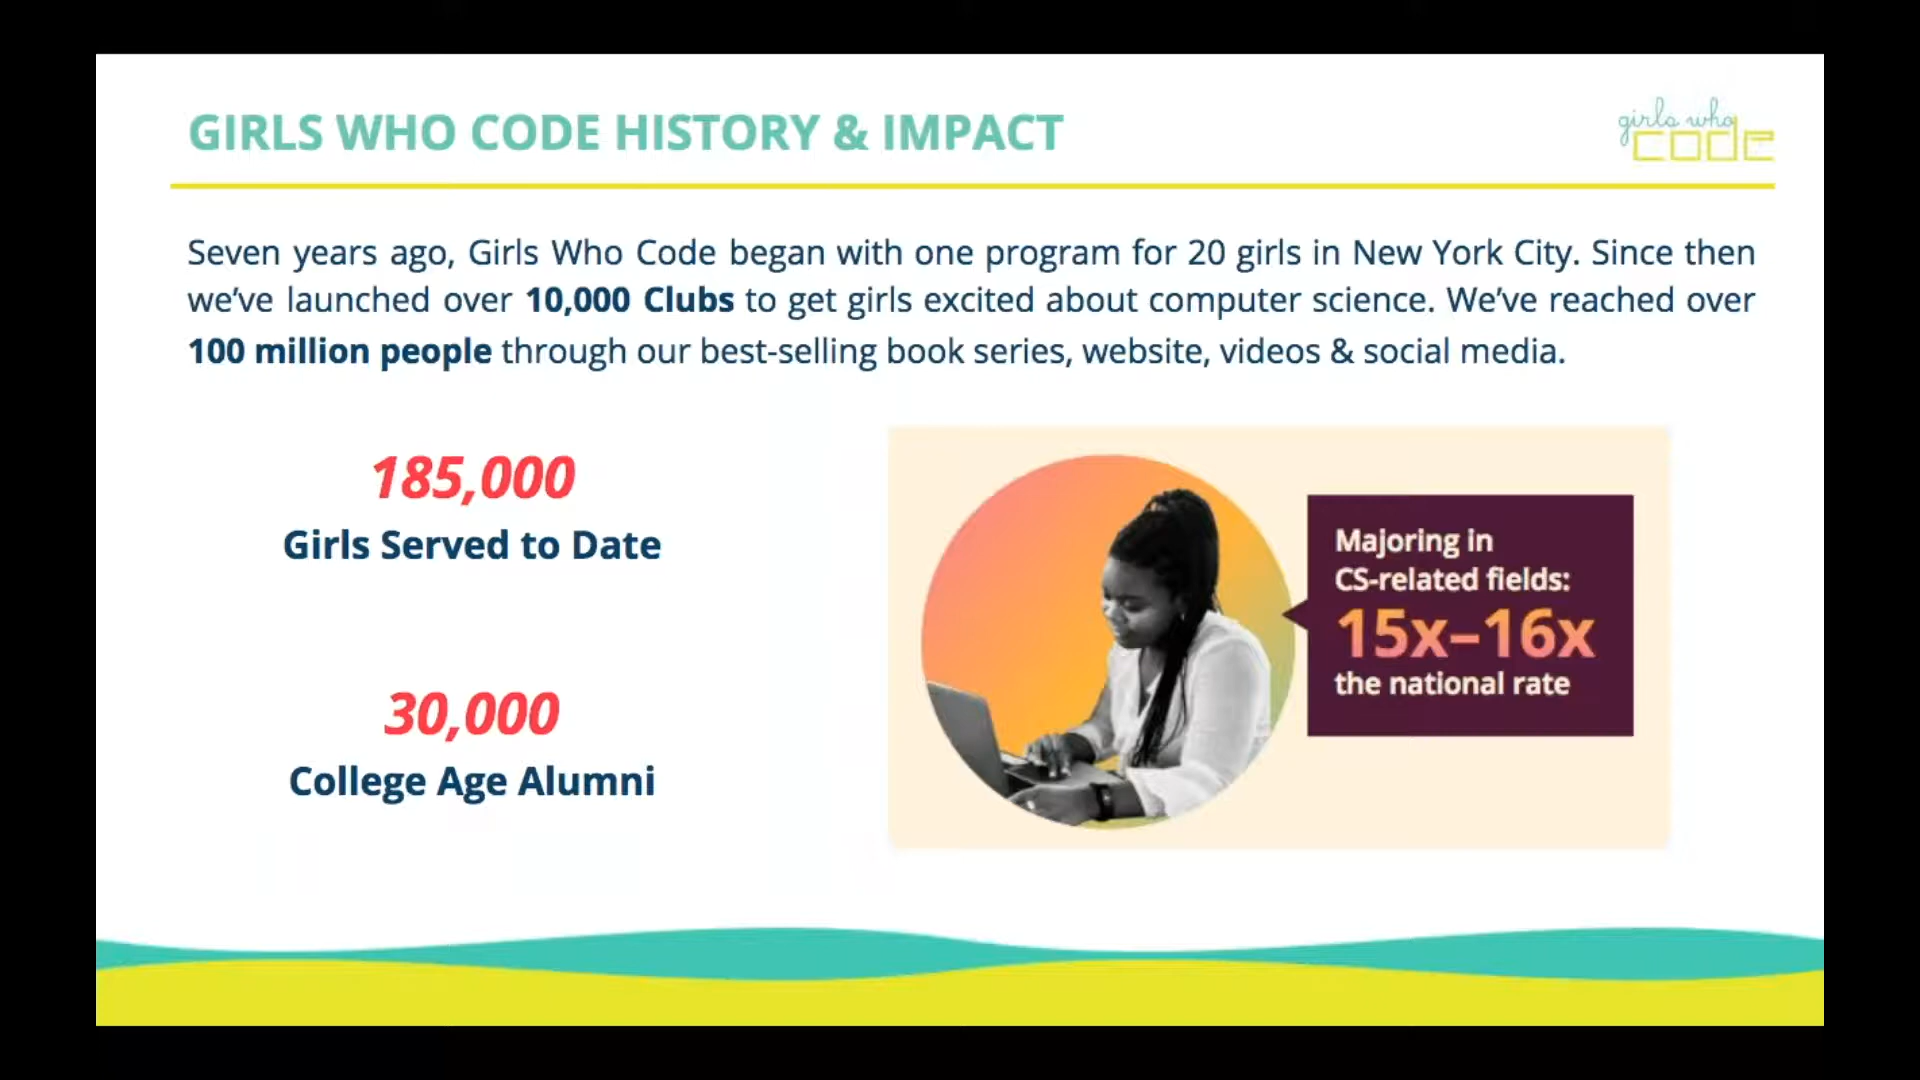 GIRLS WHO CODE HISTORY & IMPACT
girls who
code
Seven years ago, Girls Who Code began with one program for 20 girls in New York City. Since then
we’ve launched over 10,000 Clubs to get girls excited about computer science. We’ve reached over
100 million people through our best-selling book series, website, videos & social media.
185,000
Girls Served to Date
30,000
College Age Alumni
Majoring in
CS-related fields:
15x–16x
the national rate